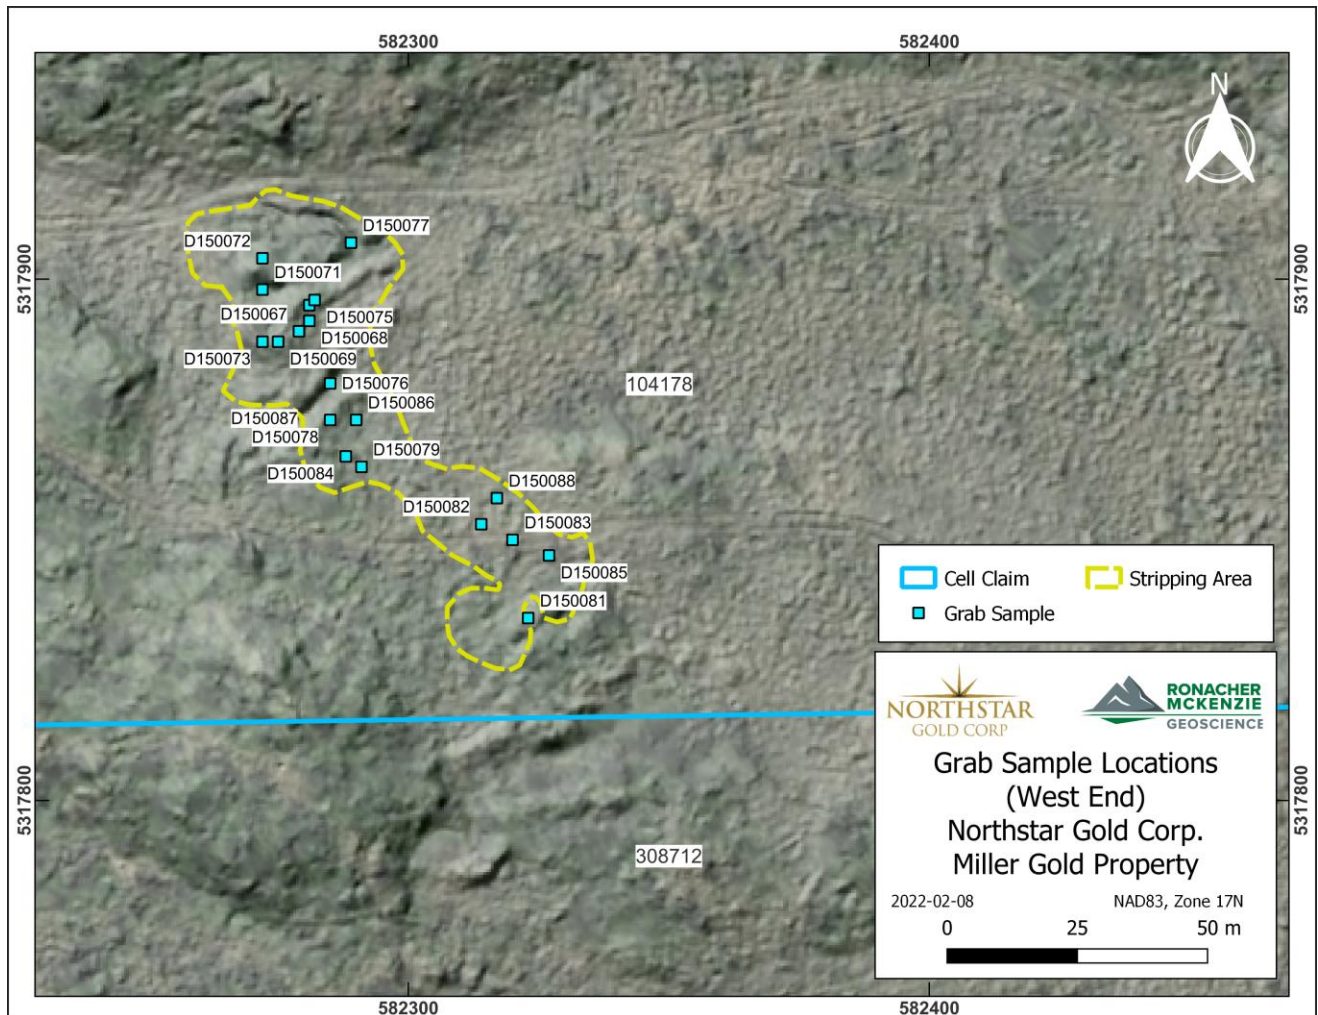 582300
582400
N
D150077
D150072
D150071
5317900
5317900
D150067
D150075
D150068
D150073
D150069
D150076
104178
D150086
D150087
D150078
D150079
D150084
D150088
D150082
D150083
D150085
D150081
Cell Claim
Stripping Area
Grab Sample
NORTHSTAR
GOLD CORP
RONACHER
MCKENZIE
GEOSCIENCE
Grab Sample Locations
(West End)
Northstar Gold Corp.
Miller Gold Property
5317800
5317800
308712
2022-02-08
NAD83, Zone 17N
0 25 50 m
582300
582400